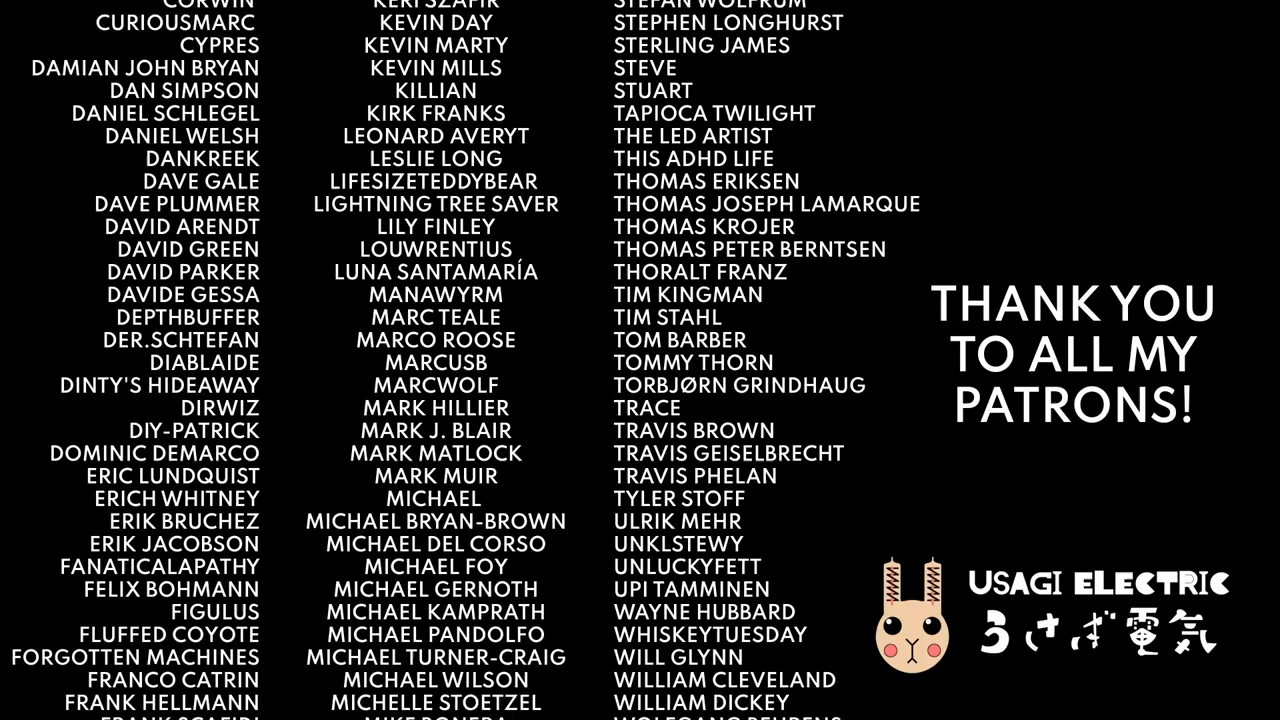 CORWIN
CURIOUSMARC
CYPRES
DAMIAN JOHN BRYAN
DAN SIMPSON
DANIEL SCHLEGEL
DANIEL WELSH
DANKREEK
DAVE GALE
DAVE PLUMMER
DAVID ARENDT
DAVID GREEN
DAVID PARKER
DAVIDE GESSA
DEPTHBUFFER
DER.SCHTEFAN
DIABLAIDE
DINTY'S HIDEAWAY
DIRWIZ
DIY-PATRICK
DOMINIC DEMARCO
ERIC LUNDQUIST
ERICH WHITNEY
ERIK BRUCHEZ
ERIK JACOBSON
FANATICALAPATHY
FELIX BOHMANN
FIGULUS
FLUFFED COYOTE
FORGOTTEN MACHINES
FRANCO CATRIN
FRANK HELLMANN
FRANK SCAFIDI
KERI SZAFIR
KEVIN DAY
KEVIN MARTY
KEVIN MILLS
KILLIAN
KIRK FRANKS
LEONARD AVERYT
LESLIE LONG
LIFESIZETEDDYBEAR
LIGHTNING TREE SAVER
LILY FINLEY
LOUWRENTIUS
LUNA SANTAMARÍA
MANAWYRM
MARC TEALE
MARCO ROOSE
MARCUSB
MARCWOLF
MARK HILLIER
MARK J. BLAIR
MARK MATLOCK
MARK MUIR
MICHAEL
MICHAEL BRYAN-BROWN
MICHAEL DEL CORSO
MICHAEL FOY
MICHAEL GERNOTH
MICHAEL KAMPRATH
MICHAEL PANDOLFO
MICHAEL TURNER-CRAIG
MICHAEL WILSON
MICHELLE STOETZEL
MIKE
STEFAN WOLFRUM
STEPHEN LONGHURST
STERLING JAMES
STEVE
STUART
TAPIOCA TWILIGHT
THE LED ARTIST
THIS ADHD LIFE
THOMAS ERIKSEN
THOMAS JOSEPH LAMARQUE
THOMAS KROJER
THOMAS PETER BERNTSEN
THORALT FRANZ
TIM KINGMAN
TIM STAHL
TOM BARBER
TOMMY THORN
TORBJØRN GRINDHAUG
TRACE
TRAVIS BROWN
TRAVIS GEISELBRECHT
TRAVIS PHELAN
TYLER STOFF
ULRIK MEHR
UNKLSTEWY
UNLUCKYFETT
UPI TAMMINEN
WAYNE HUBBARD
WHISKEYTUESDAY
WILL GLYNN
WILLIAM CLEVELAND
WILLIAM DICKEY
WOLFGANG
THANK YOU
TO ALL MY
PATRONS!
USAGI ELECTRIC
うさぎ電気